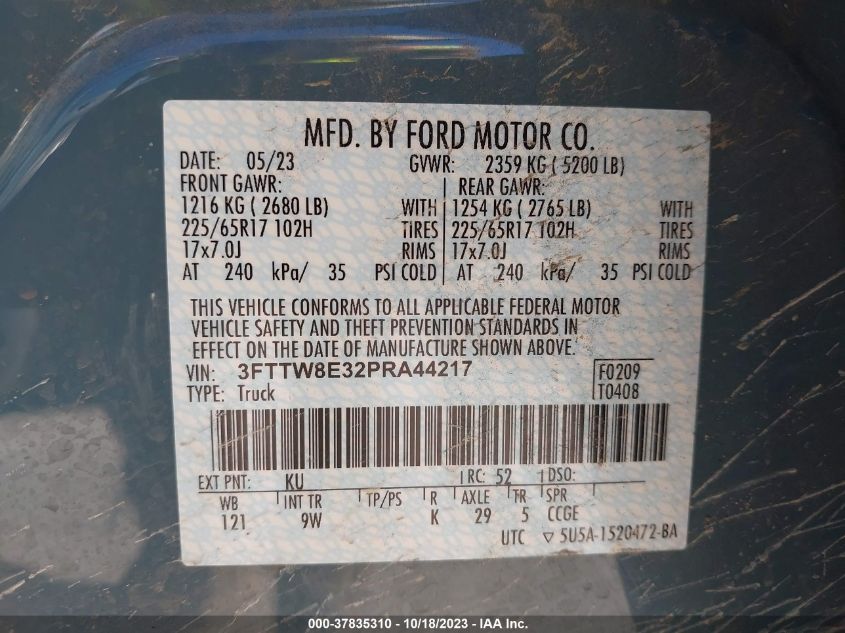 MFD. BY FORD MOTOR CO.
DATE: 05/23 GVWR: 2359 KG ( 5200 LB)
FRONT GAWR: REAR GAWR:
1216 KG ( 2680 LB) WITH 1254 KG ( 2765 LB) WITH
225/65R17 102H TIRES 225/65R17 102H TIRES
17x7.0J RIMS 17x7.0J RIMS
AT 240 kPa/ 35 PSI COLD AT 240 kPa/ 35 PSI COLD
THIS VEHICLE CONFORMS TO ALL APPLICABLE FEDERAL MOTOR
VEHICLE SAFETY AND THEFT PREVENTION STANDARDS IN
EFFECT ON THE DATE OF MANUFACTURE SHOWN ABOVE.
VIN: 3FTTW8E32PRA44217 F0209
TYPE: Truck T0408
EXT PNT: KU RC: 52 DSO:
WB INT TR TP/PS R AXLE TR SPR
121 9W K 29 5 CCGE
UTC ▽ 5U5A-1520472-BA
000-37835310 - 10/18/2023 - IAA Inc.